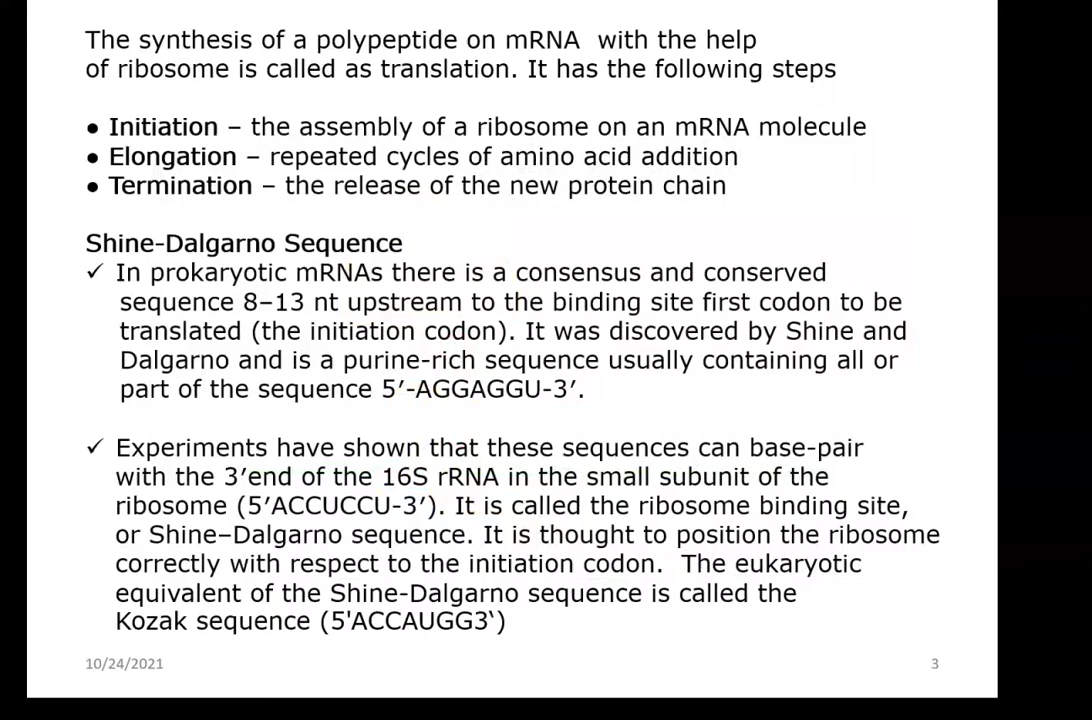 The synthesis of a polypeptide on mRNA with the help
of ribosome is called as translation. It has the following steps
● Initiation – the assembly of a ribosome on an mRNA molecule
● Elongation – repeated cycles of amino acid addition
● Termination – the release of the new protein chain
Shine-Dalgarno Sequence
✓ In prokaryotic mRNAs there is a consensus and conserved
sequence 8–13 nt upstream to the binding site first codon to be
translated (the initiation codon). It was discovered by Shine and
Dalgarno and is a purine-rich sequence usually containing all or
part of the sequence 5′-AGGAGGU-3′.
✓ Experiments have shown that these sequences can base-pair
with the 3′end of the 16S rRNA in the small subunit of the
ribosome (5′ACCUCCU-3′). It is called the ribosome binding site,
or Shine–Dalgarno sequence. It is thought to position the ribosome
correctly with respect to the initiation codon. The eukaryotic
equivalent of the Shine-Dalgarno sequence is called the
Kozak sequence (5'ACCAUGG3‛)
10/24/2021
3